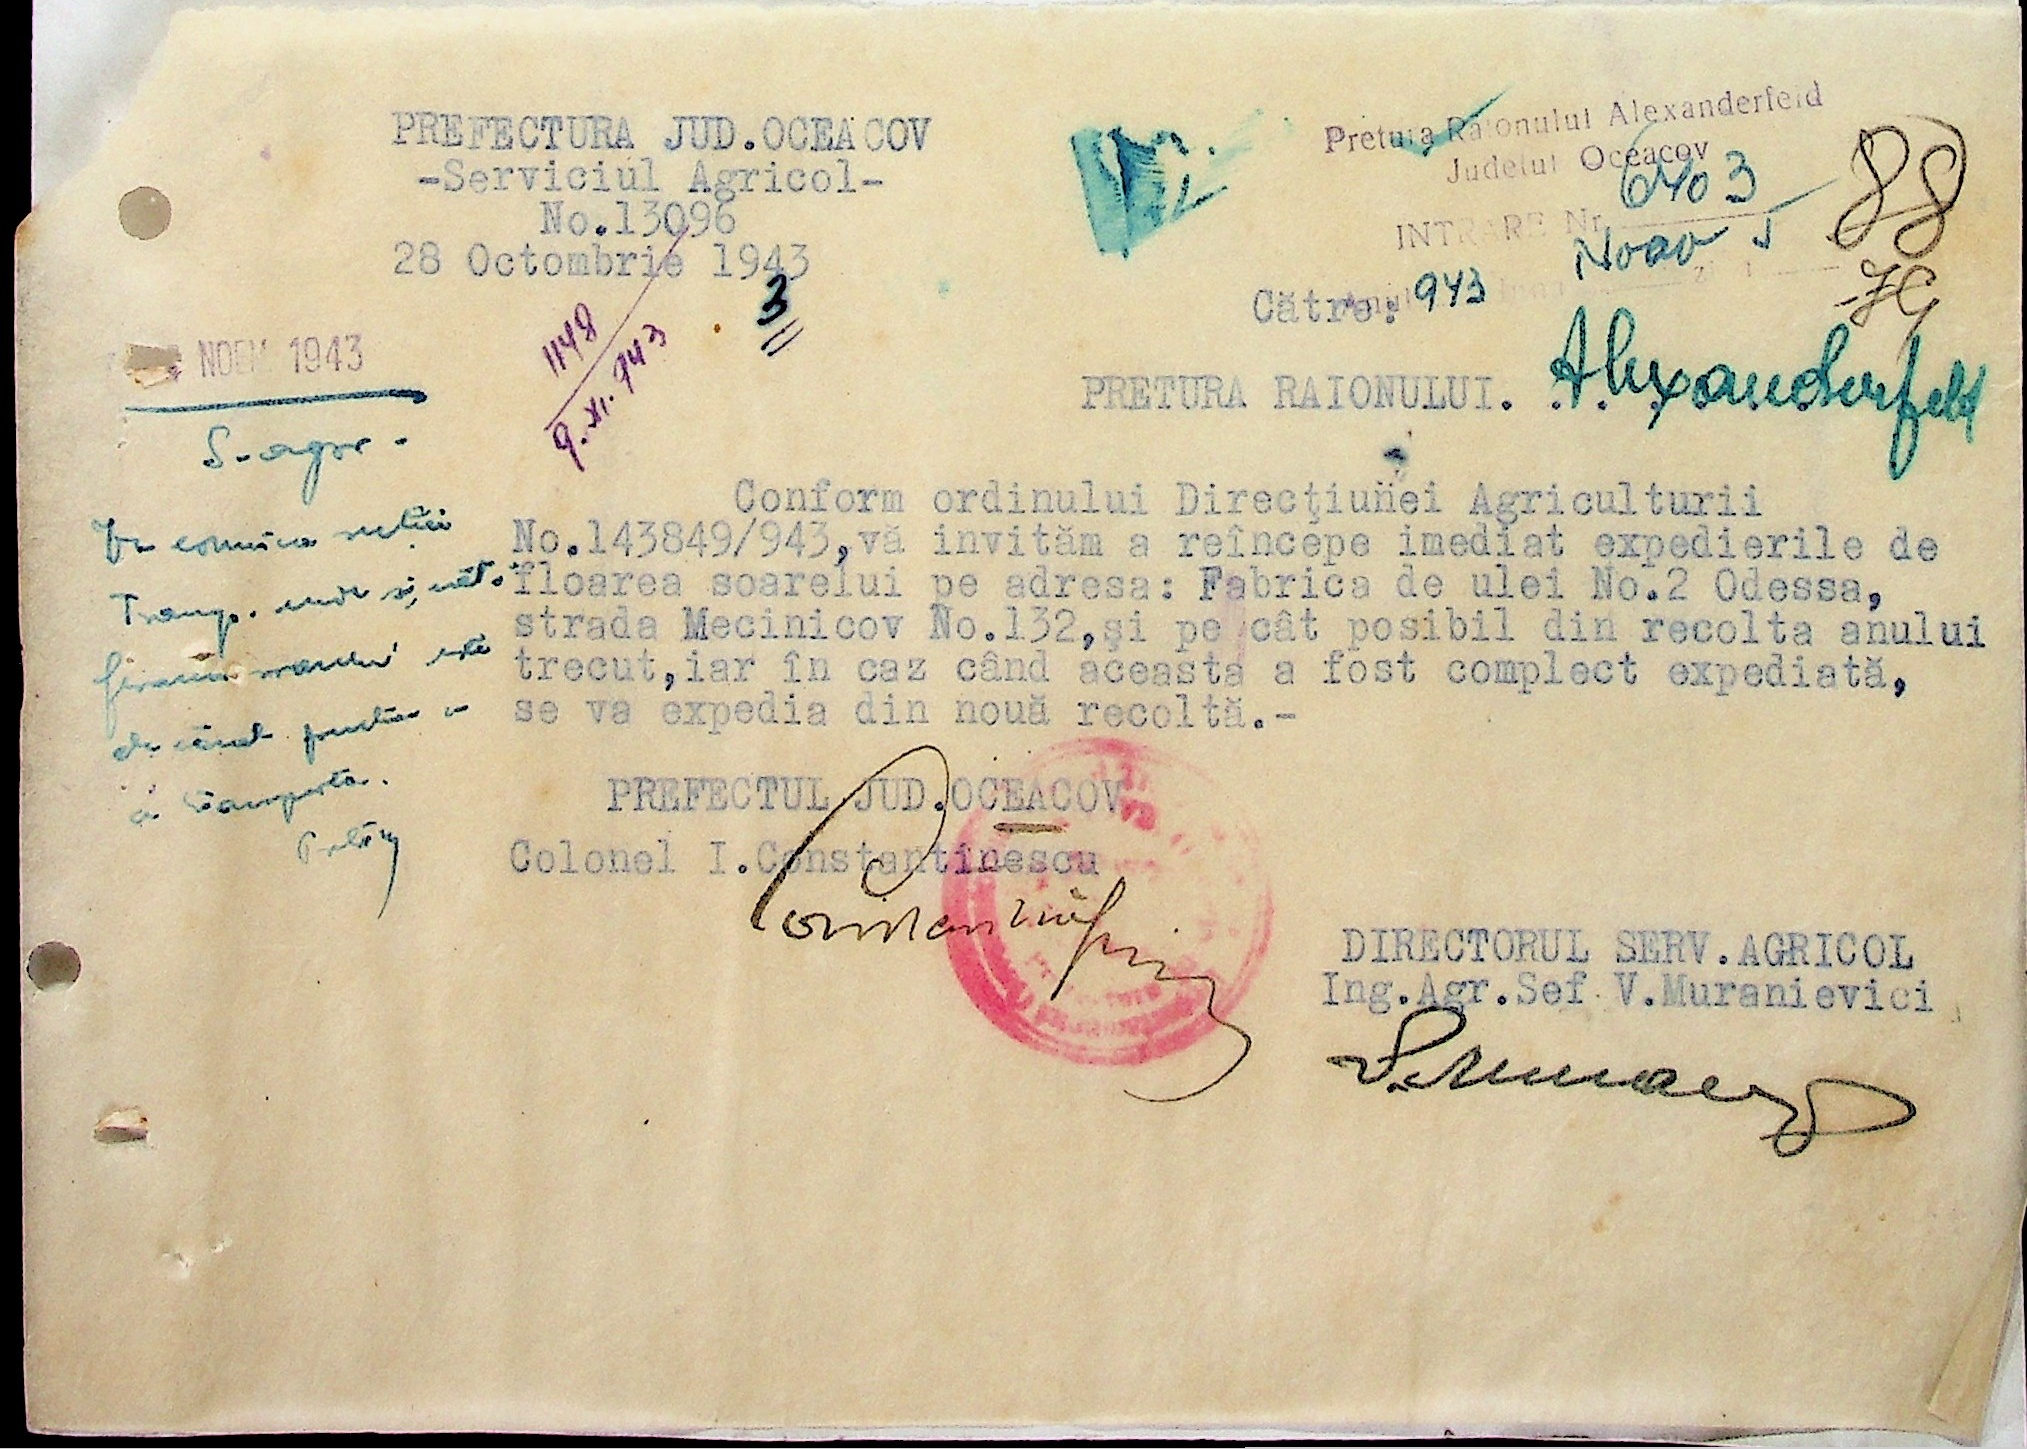 PREFECTURA JUD.OCEACOV
-Serviciul Agricol-
No.13096
28 Octombrie 1943
3
1148
9.XI.943
NOEM 1943
S-agr-
Pretura Raionului Alexanderfeld
Judetul Oceacov
INTRARE Nr. 6403
943
88
Către:
PRETURA RAIONULUI. Alexanderfeld
Conform ordinului Direcţiunei Agriculturii
No.143849/943,vă invităm a reîncepe imediat expedierile de
floarea soarelui pe adresa: Fabrica de ulei No.2 Odessa,
strada Mecinicov No.132,şi pe cât posibil din recolta anului
trecut,iar în caz când aceasta a fost complect expediată,
se va expedia din nouă recoltă.-
PREFECTUL JUD.OCEACOV
Colonel I.Constantinescu
DIRECTORUL SERV.AGRICOL
Ing.Agr.Sef V.Muranievici